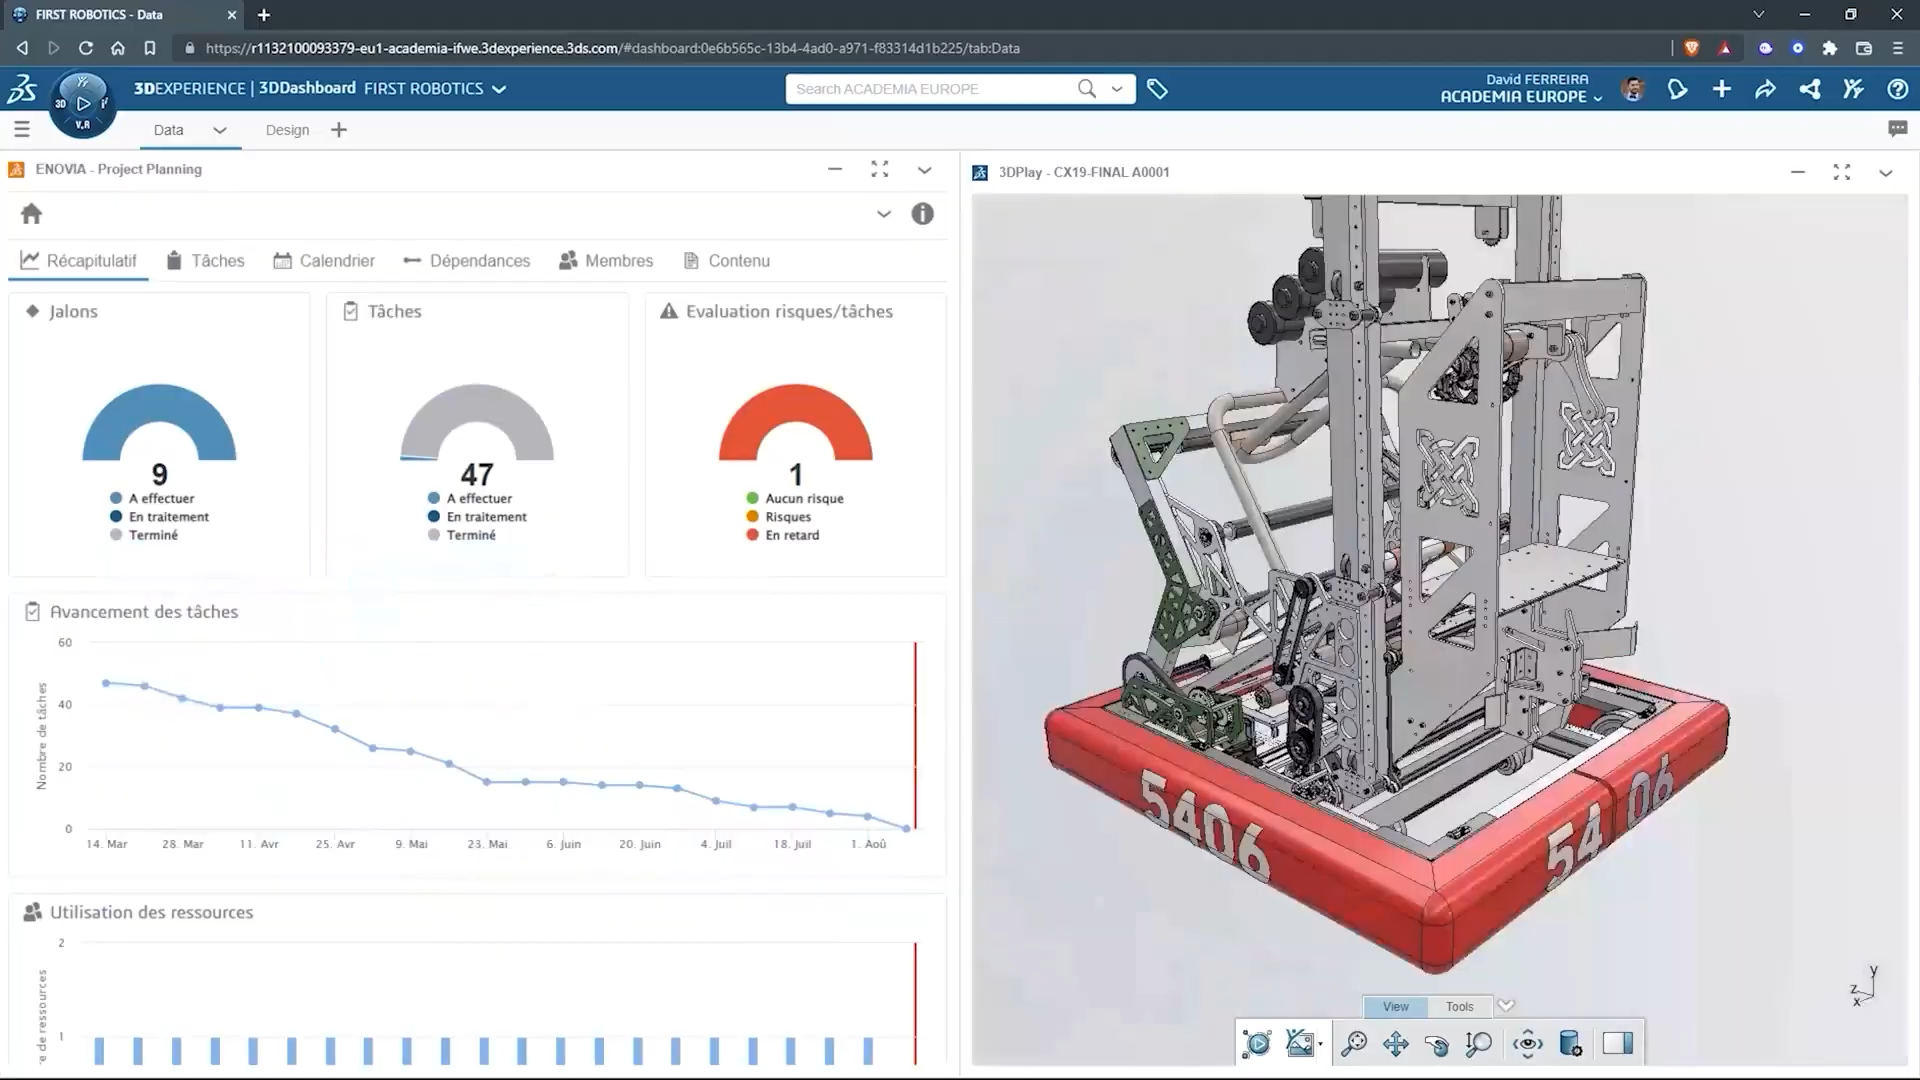 FIRST ROBOTICS - Data
https://r1132100093379-eu1-academia-ifwe.3dexperience.3ds.com/#dashboard:0e6b565c-13b4-4ad0-a971-f83314d1b225/tab:Data
3D
V.R
3DEXPERIENCE | 3DDashboard FIRST ROBOTICS
Search ACADEMIA EUROPE
David FERREIRA
ACADEMIA EUROPE
Data
Design
ENOVIA - Project Planning
Récapitulatif
Tâches
Calendrier
Dépendances
Membres
Contenu
Jalons
9
A effectuer
En traitement
Terminé
Tâches
47
A effectuer
En traitement
Terminé
Evaluation risques/tâches
1
Aucun risque
Risques
En retard
Avancement des tâches
Nombre de tâches
60
40
20
0
14. Mar
28. Mar
11. Avr
25. Avr
9. Mai
23. Mai
6. Juin
20. Juin
4. Juil
18. Juil
1. Aoû
Utilisation des ressources
e de ressources
2
1
3DPlay - CX19-FINAL A0001
5406
5406
y
z
x
View
Tools